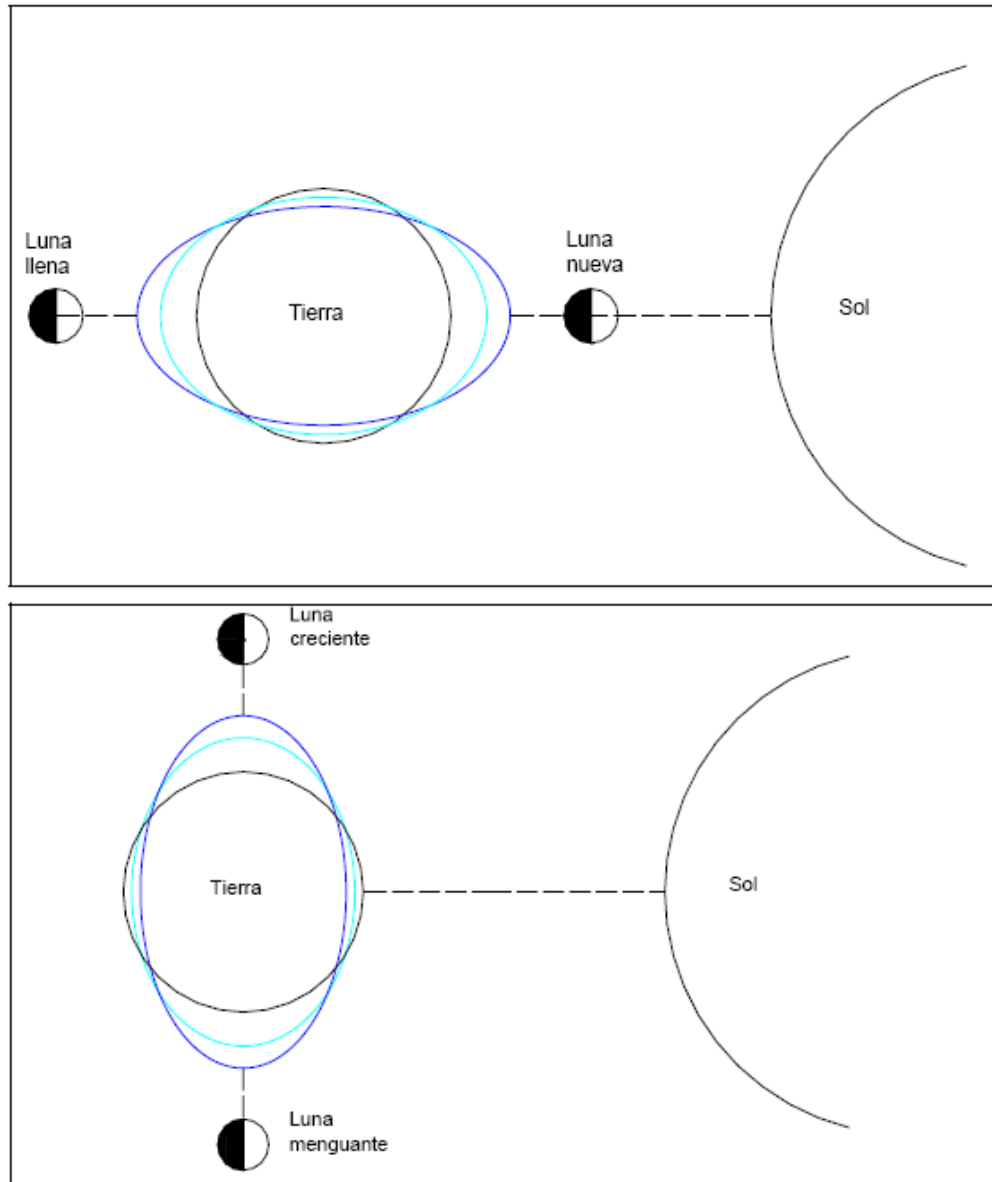 Luna
llena
Tierra
Luna
nueva
Sol
Luna
creciente
Tierra
Sol
Luna
menguante